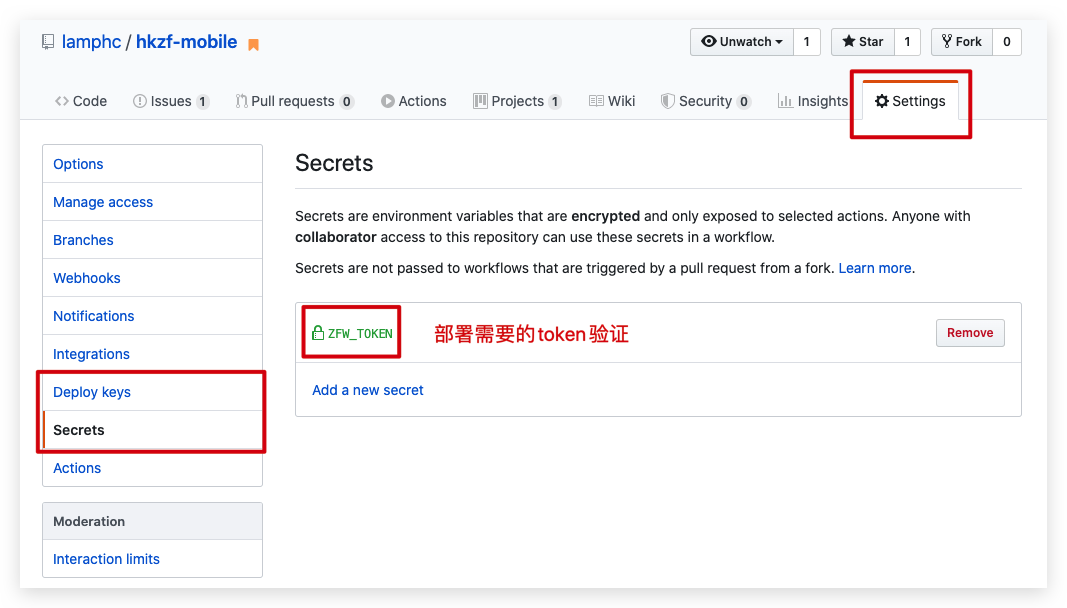 lamphc / hkzf-mobile
Unwatch 1 Star 1 Fork 0
Code Issues 1 Pull requests 0 Actions Projects 1 Wiki Security 0 Insights Settings
Options
Manage access
Branches
Webhooks
Notifications
Integrations
Deploy keys
Secrets
Actions
Moderation
Interaction limits
Secrets
Secrets are environment variables that are encrypted and only exposed to selected actions. Anyone with
collaborator access to this repository can use these secrets in a workflow.
Secrets are not passed to workflows that are triggered by a pull request from a fork. Learn more.
ZFW_TOKEN 部署需要的token验证 Remove
Add a new secret